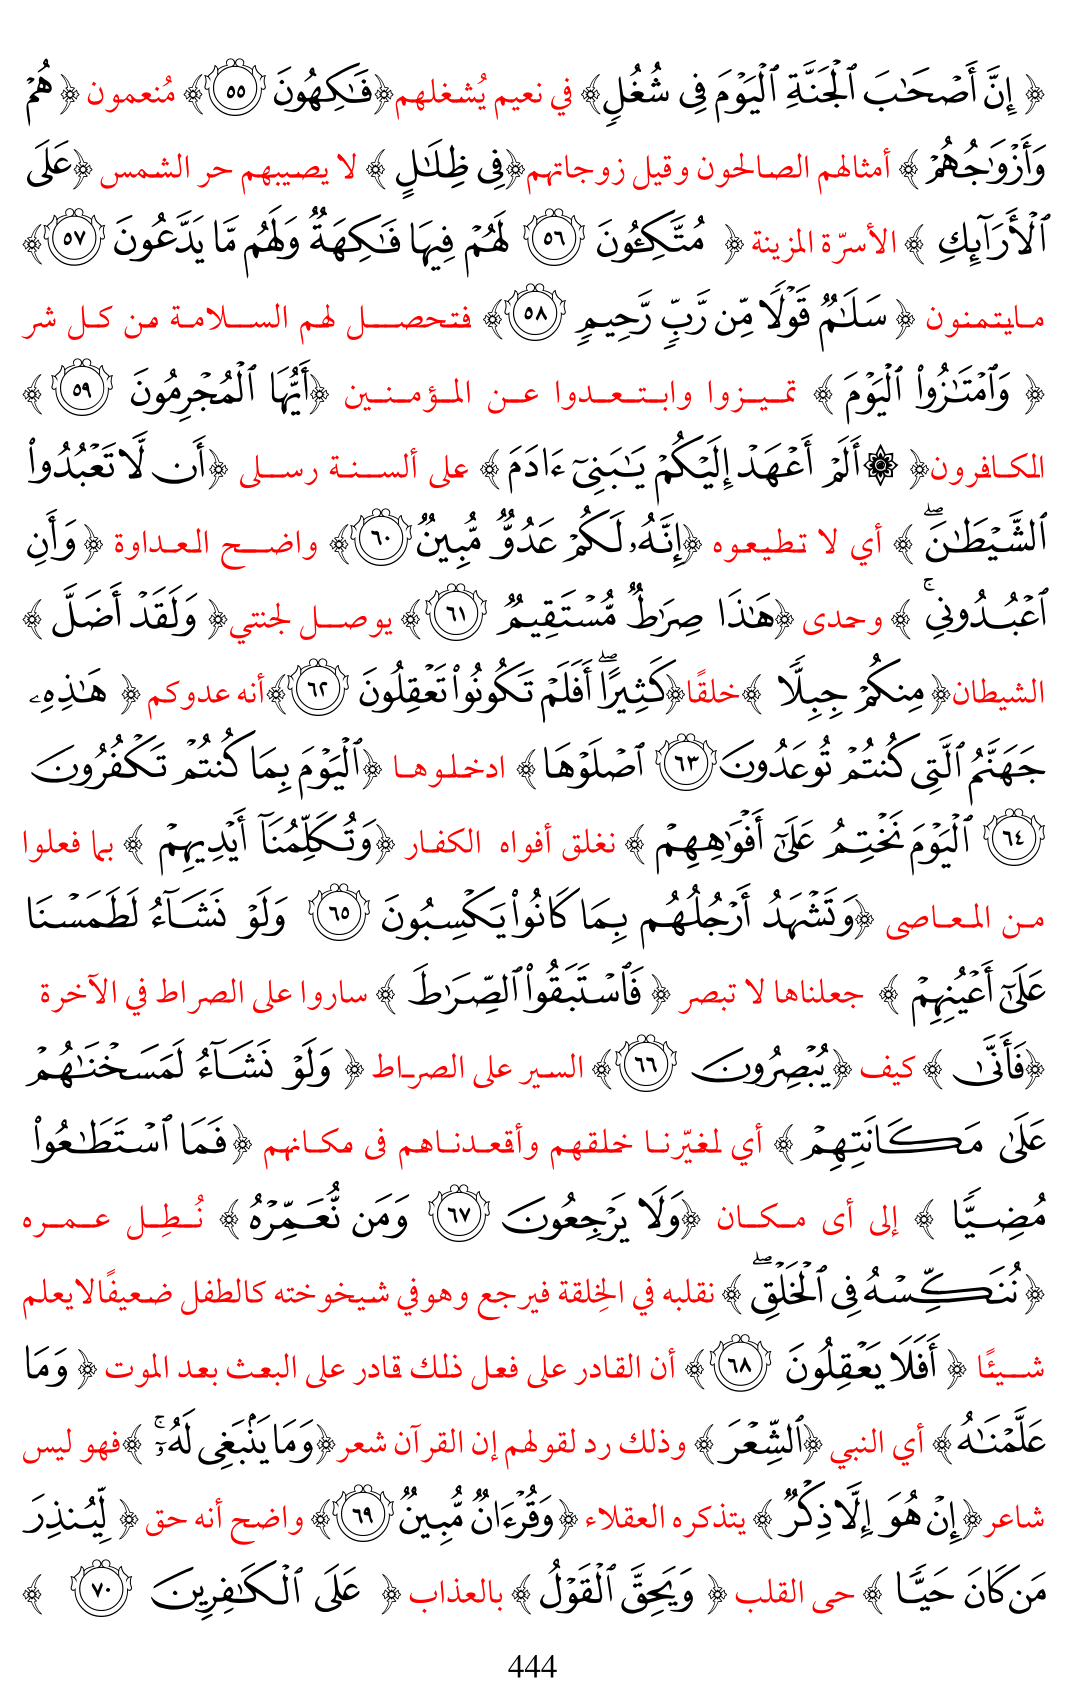 ﴿ إِنَّ أَصْحَٰبَ ٱلْجَنَّةِ ٱلْيَوْمَ فِى شُغُلٍ﴾ في نعيم يُشغلهم﴿فَٰكِهُونَ ٥٥﴾ مُنعمون ﴿ هُمْ
وَأَزْوَٰجُهُمْ ﴾ أمثالهم الصالحون وقيل زوجاتهم﴿فِى ظِلَٰلٍ ﴾ لا يصيبهم حر الشمس ﴿عَلَى
ٱلْأَرَآئِكِ ﴾ الأسرّة المزينة ﴿ مُتَّكِـُٔونَ ٥٦ لَهُمْ فِيهَا فَٰكِهَةٌ وَلَهُم مَّا يَدَّعُونَ ٥٧﴾
مايتمنون ﴿ سَلَٰمٌ قَوْلًا مِّن رَّبٍّ رَّحِيمٍ ٥٨﴾ فتحصل لهم السلامة من كل شر
﴿ وَٱمْتَٰزُوا۟ ٱلْيَوْمَ ﴾ تميزوا وابتعدوا عن المؤمنين ﴿أَيُّهَا ٱلْمُجْرِمُونَ ٥٩ ﴾
الكافرون﴿ ۞أَلَمْ أَعْهَدْ إِلَيْكُمْ يَٰبَنِىٓ ءَادَمَ ﴾ على ألسنة رسلى ﴿أَن لَّا تَعْبُدُوا۟
ٱلشَّيْطَٰنَۖ ﴾ أي لا تطيعوه ﴿إِنَّهُۥ لَكُمْ عَدُوٌّ مُّبِينٌ ٦٠﴾ واضح العداوة ﴿ وَأَنِ
ٱعْبُدُونِىۚ ﴾ وحدى ﴿هَٰذَا صِرَٰطٌ مُّسْتَقِيمٌ ٦١﴾ يوصل لجنتي﴿ وَلَقَدْ أَضَلَّ ﴾
الشيطان﴿ مِنكُمْ جِبِلًّا ﴾خلقًا﴿كَثِيرًاۖ أَفَلَمْ تَكُونُوا۟ تَعْقِلُونَ ٦٢﴾أنه عدوكم ﴿ هَٰذِهِۦ
جَهَنَّمُ ٱلَّتِى كُنتُمْ تُوعَدُونَ ٦٣ ٱصْلَوْهَا﴾ ادخلوها ﴿ٱلْيَوْمَ بِمَا كُنتُمْ تَكْفُرُونَ
٦٤ ٱلْيَوْمَ نَخْتِمُ عَلَىٰٓ أَفْوَٰهِهِمْ ﴾ نغلق أفواه الكفار ﴿وَتُكَلِّمُنَآ أَيْدِيهِمْ ﴾ بما فعلوا
من المعاصى ﴿وَتَشْهَدُ أَرْجُلُهُم بِمَا كَانُوا۟ يَكْسِبُونَ ٦٥ وَلَوْ نَشَآءُ لَطَمَسْنَا
عَلَىٰٓ أَعْيُنِهِمْ ﴾ جعلناها لا تبصر ﴿ فَٱسْتَبَقُوا۟ ٱلصِّرَٰطَ ﴾ ساروا على الصراط في الآخرة
﴿فَأَنَّىٰ ﴾ كيف ﴿يُبْصِرُونَ ٦٦﴾ السير على الصراط ﴿ وَلَوْ نَشَآءُ لَمَسَخْنَٰهُمْ
عَلَىٰ مَكَانَتِهِمْ ﴾ أي لغيّرنا خلقهم وأقعدناهم فى مكانهم ﴿فَمَا ٱسْتَطَٰعُوا۟
مُضِيًّا ﴾ إلى أى مكان ﴿وَلَا يَرْجِعُونَ ٦٧ وَمَن نُّعَمِّرْهُ ﴾ نُطِل عمره
﴿نُنَكِّسْهُ فِى ٱلْخَلْقِۖ ﴾ نقلبه في الخِلقة فيرجع وهوفي شيخوخته كالطفل ضعيفًالايعلم
شيئًا ﴿ أَفَلَا يَعْقِلُونَ ٦٨﴾ أن القادر على فعل ذلك قادر على البعث بعد الموت ﴿ وَمَا
عَلَّمْنَٰهُ﴾ أي النبي ﴿ٱلشِّعْرَ ﴾ وذلك رد لقولهم إن القرآن شعر﴿وَمَا يَنۢبَغِى لَهُۥٓۚ ﴾فهو ليس
شاعر﴿إِنْ هُوَ إِلَّا ذِكْرٌ ﴾ يتذكره العقلاء ﴿وَقُرْءَانٌ مُّبِينٌ ٦٩﴾ واضح أنه حق ﴿ لِّيُنذِرَ
مَن كَانَ حَيًّا ﴾ حى القلب ﴿ وَيَحِقَّ ٱلْقَوْلُ ﴾ بالعذاب ﴿ عَلَى ٱلْكَٰفِرِينَ ٧٠ ﴾
444